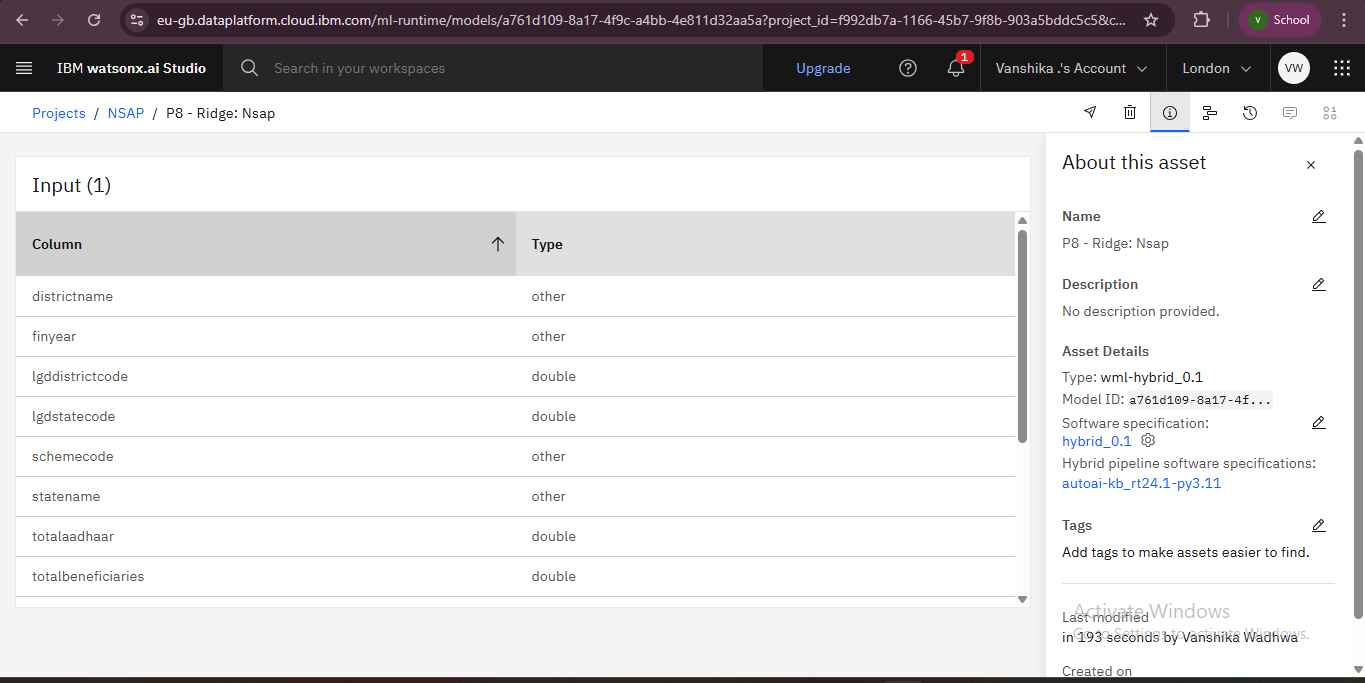 eu-gb.dataplatform.cloud.ibm.com/ml-runtime/models/a761d109-8a17-4f9c-a4bb-4e811d32aa5a?project_id=f992db7a-1166-45b7-9f8b-903a5bddc5c5&c...
V School
IBM watsonx.ai Studio
Search in your workspaces
Upgrade
1
Vanshika .'s Account
London
VW
Projects / NSAP / P8 - Ridge: Nsap
Input (1)
Column Type
districtname other
finyear other
lgddistrictcode double
lgdstatecode double
schemecode other
statename other
totalaadhaar double
totalbeneficiaries double
About this asset
Name
P8 - Ridge: Nsap
Description
No description provided.
Asset Details
Type: wml-hybrid_0.1
Model ID: a761d109-8a17-4f...
Software specification:
hybrid_0.1
Hybrid pipeline software specifications:
autoai-kb_rt24.1-py3.11
Tags
Add tags to make assets easier to find.
Activate Windows
Last modified
Go to Settings to activate Windows.
in 193 seconds by Vanshika Wadhwa
Created on